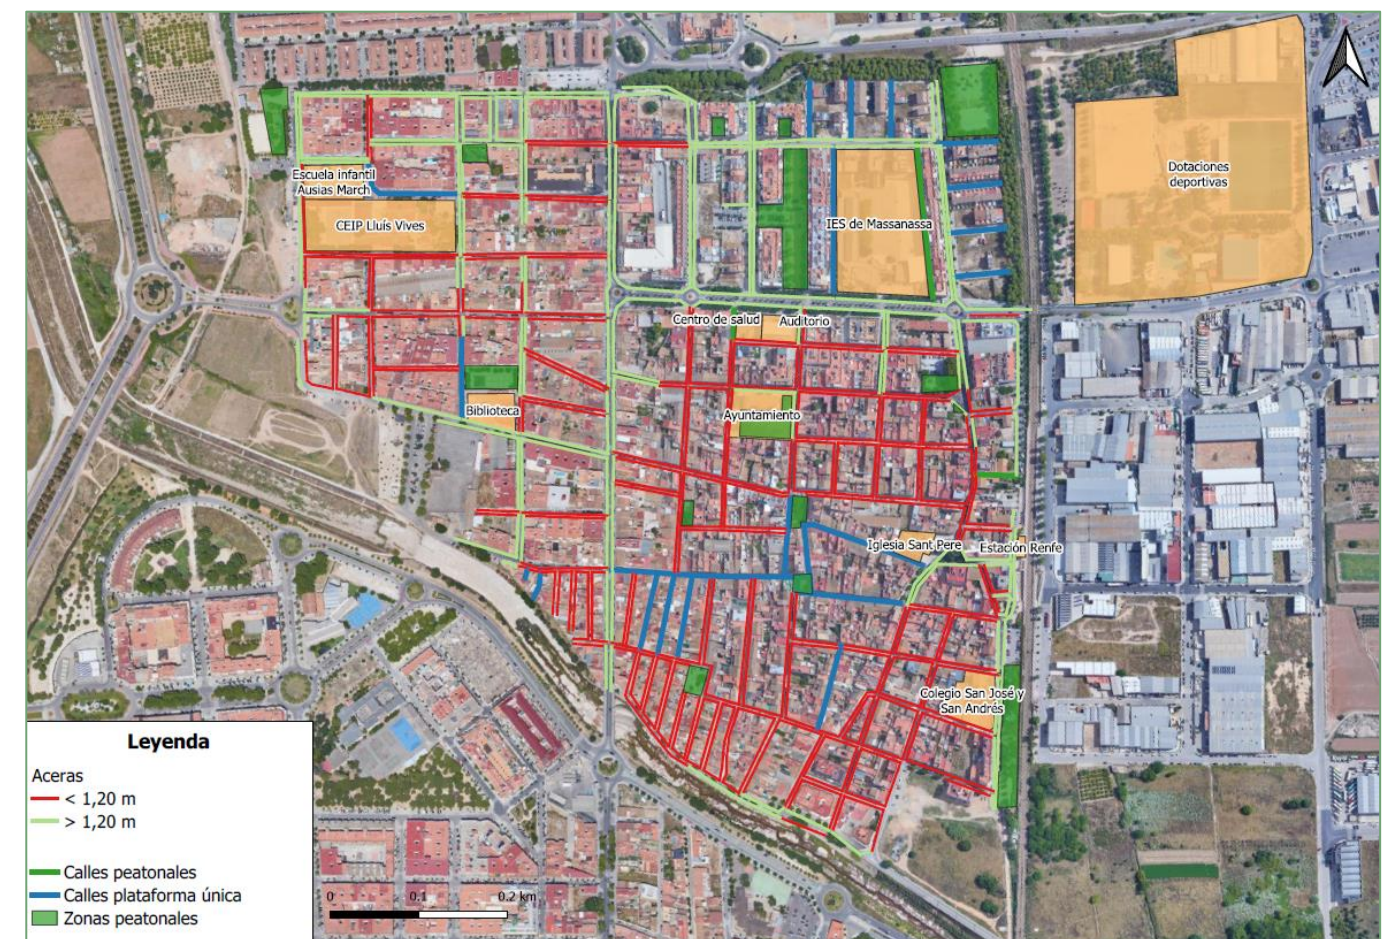 Dotaciones
deportivas
Escuela infantil
Ausias March
CEIP Lluís Vives
IES de Massanassa
Centro de salud
Auditorio
Biblioteca
Ayuntamiento
Iglesia Sant Pere
Estación Renfe
Colegio San José y
San Andrés
Leyenda
Aceras
< 1,20 m
> 1,20 m
Calles peatonales
Calles plataforma única
Zonas peatonales
0 0.1 0.2 km